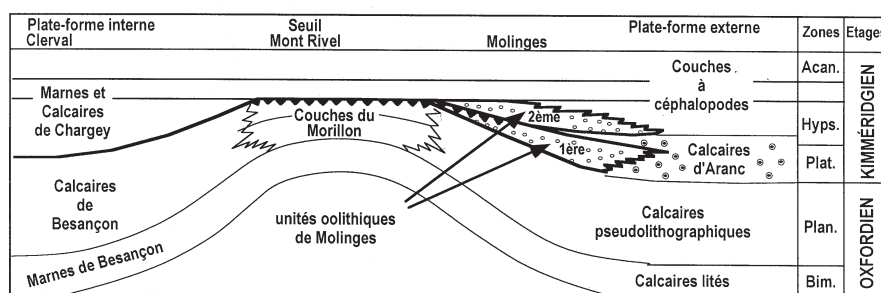 Plate-forme interne
Clerval
Seuil
Mont Rivel
Molinges
Plate-forme externe
Zones
Etages
Marnes et
Calcaires
de Chargey
Couches du
Morillon
2ème
1ère
Couches
à
céphalopodes
Acan.
Hyps.
Calcaires
d'Aranc
Plat.
KIMMÉRIDGIEN
Calcaires
de
Besançon
unités oolithiques
de Molinges
Calcaires
pseudolithographiques
Plan.
Marnes de Besançon
Calcaires lités
Bim.
OXFORDIEN